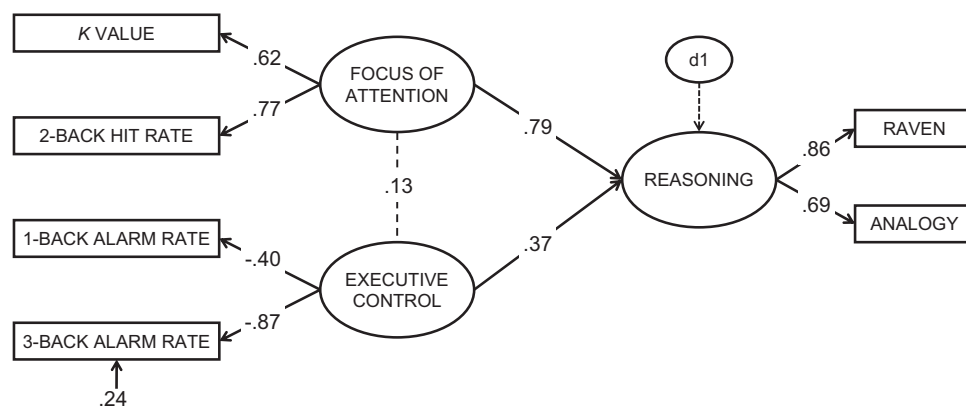 K VALUE
.62
FOCUS OF
ATTENTION
d1
.77
2-BACK HIT RATE
.79
RAVEN
.86
.13
REASONING
.69
ANALOGY
1-BACK ALARM RATE
-.40
.37
EXECUTIVE
CONTROL
-.87
3-BACK ALARM RATE
.24